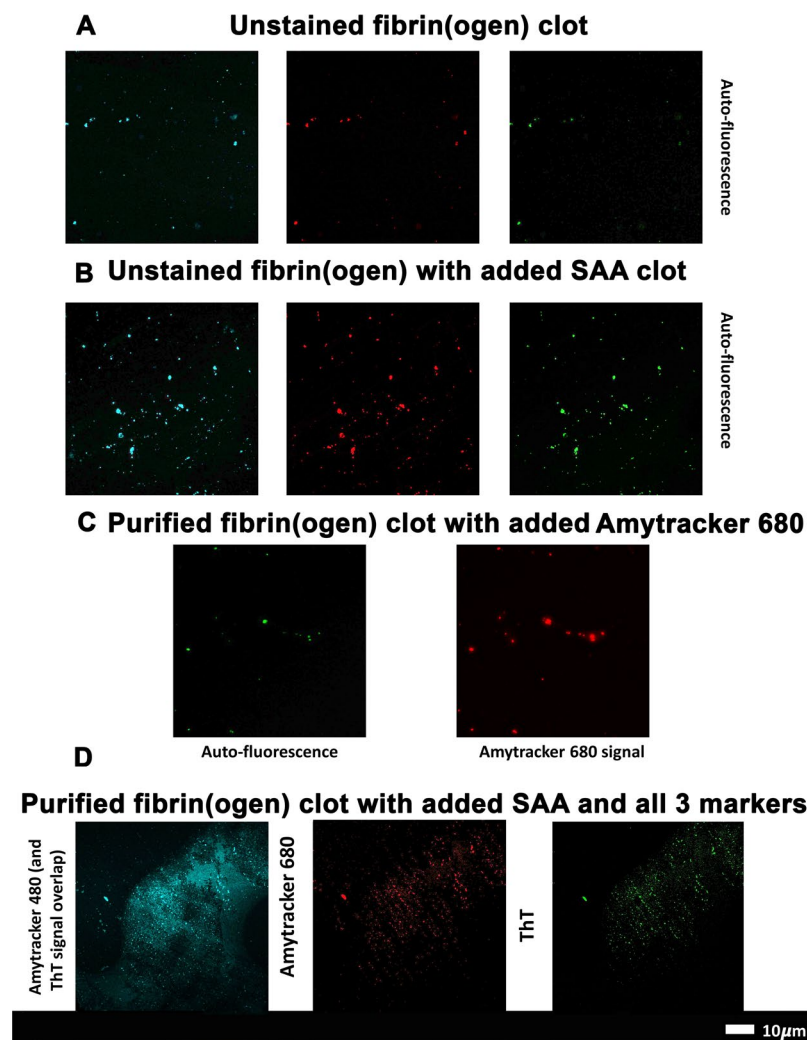 A
Unstained fibrin(ogen) clot
Auto-fluorescence
B
Unstained fibrin(ogen) with added SAA clot
Auto-fluorescence
C
Purified fibrin(ogen) clot with added Amytracker 680
Auto-fluorescence
Amytracker 680 signal
D
Purified fibrin(ogen) clot with added SAA and all 3 markers
Amytracker 480 (and
ThT signal overlap)
Amytracker 680
ThT
10μm